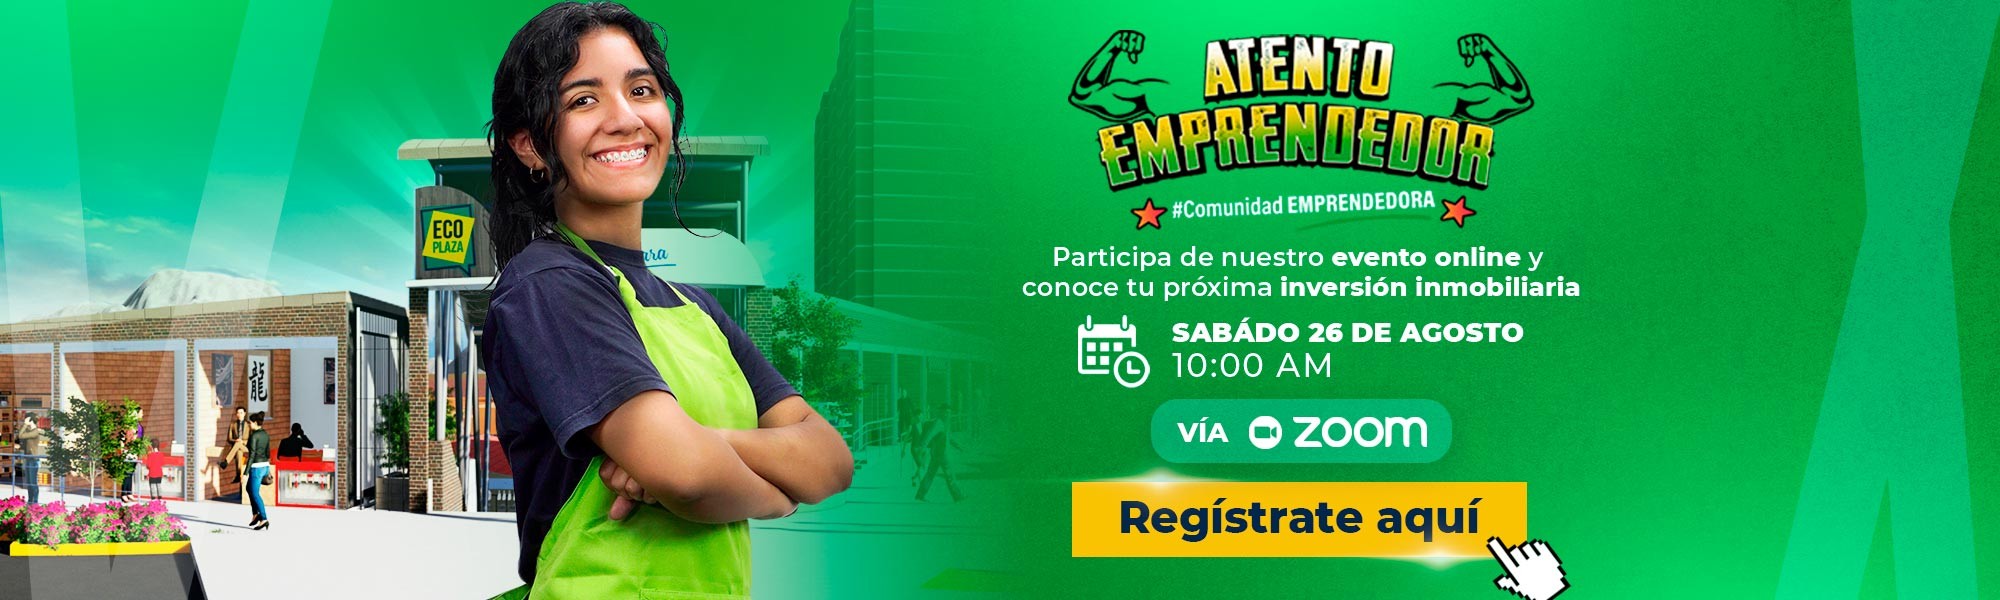 ATENTO
EMPRENDEDOR
#Comunidad EMPRENDEDORA
Participa de nuestro evento online y
conoce tu próxima inversión inmobiliaria
SABÁDO 26 DE AGOSTO
10:00 AM
VÍA zoom
Regístrate aquí
ECO
PLAZA